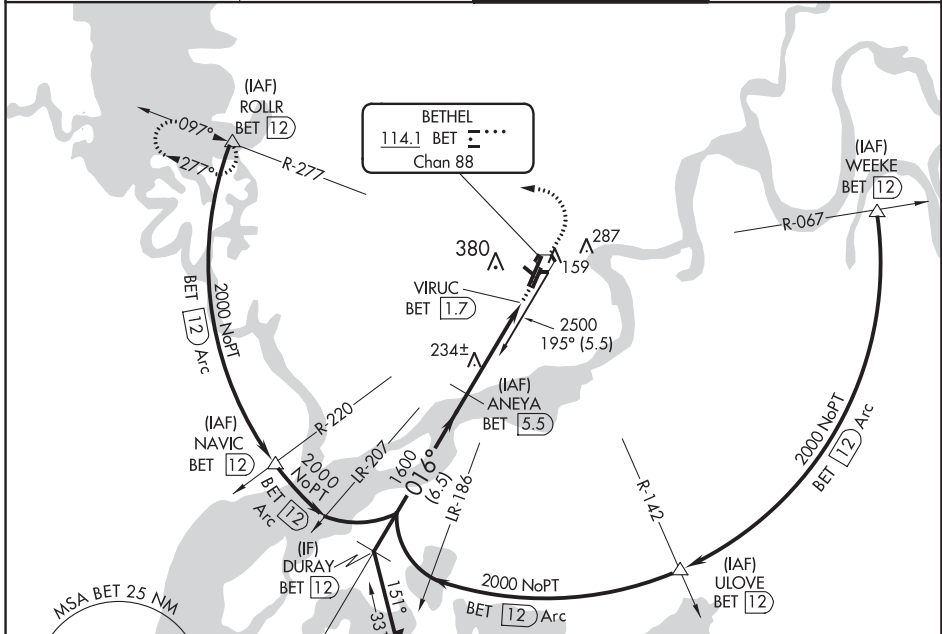 (IAF)
ROLLR
BET 12
097°
277°
R-277
BETHEL
114.1 BET
Chan 88
(IAF)
WEEKE
BET 12
R-067
380
287
159
VIRUC
BET 1.7
2500
195° (5.5)
234±
(IAF)
ANEYA
BET 5.5
2000 NoPT
BET 12 Arc
R-220
(IAF)
NAVIC
BET 12
2000
NoPT
BET 12
Arc
LR-207
1600
016°
(6.5)
LR-186
R-142
2000 NoPT
BET 12 Arc
(IF)
DURAY
BET 12
151°
2000 NoPT
BET 12 Arc
(IAF)
ULOVE
BET 12
MSA BET 25 NM